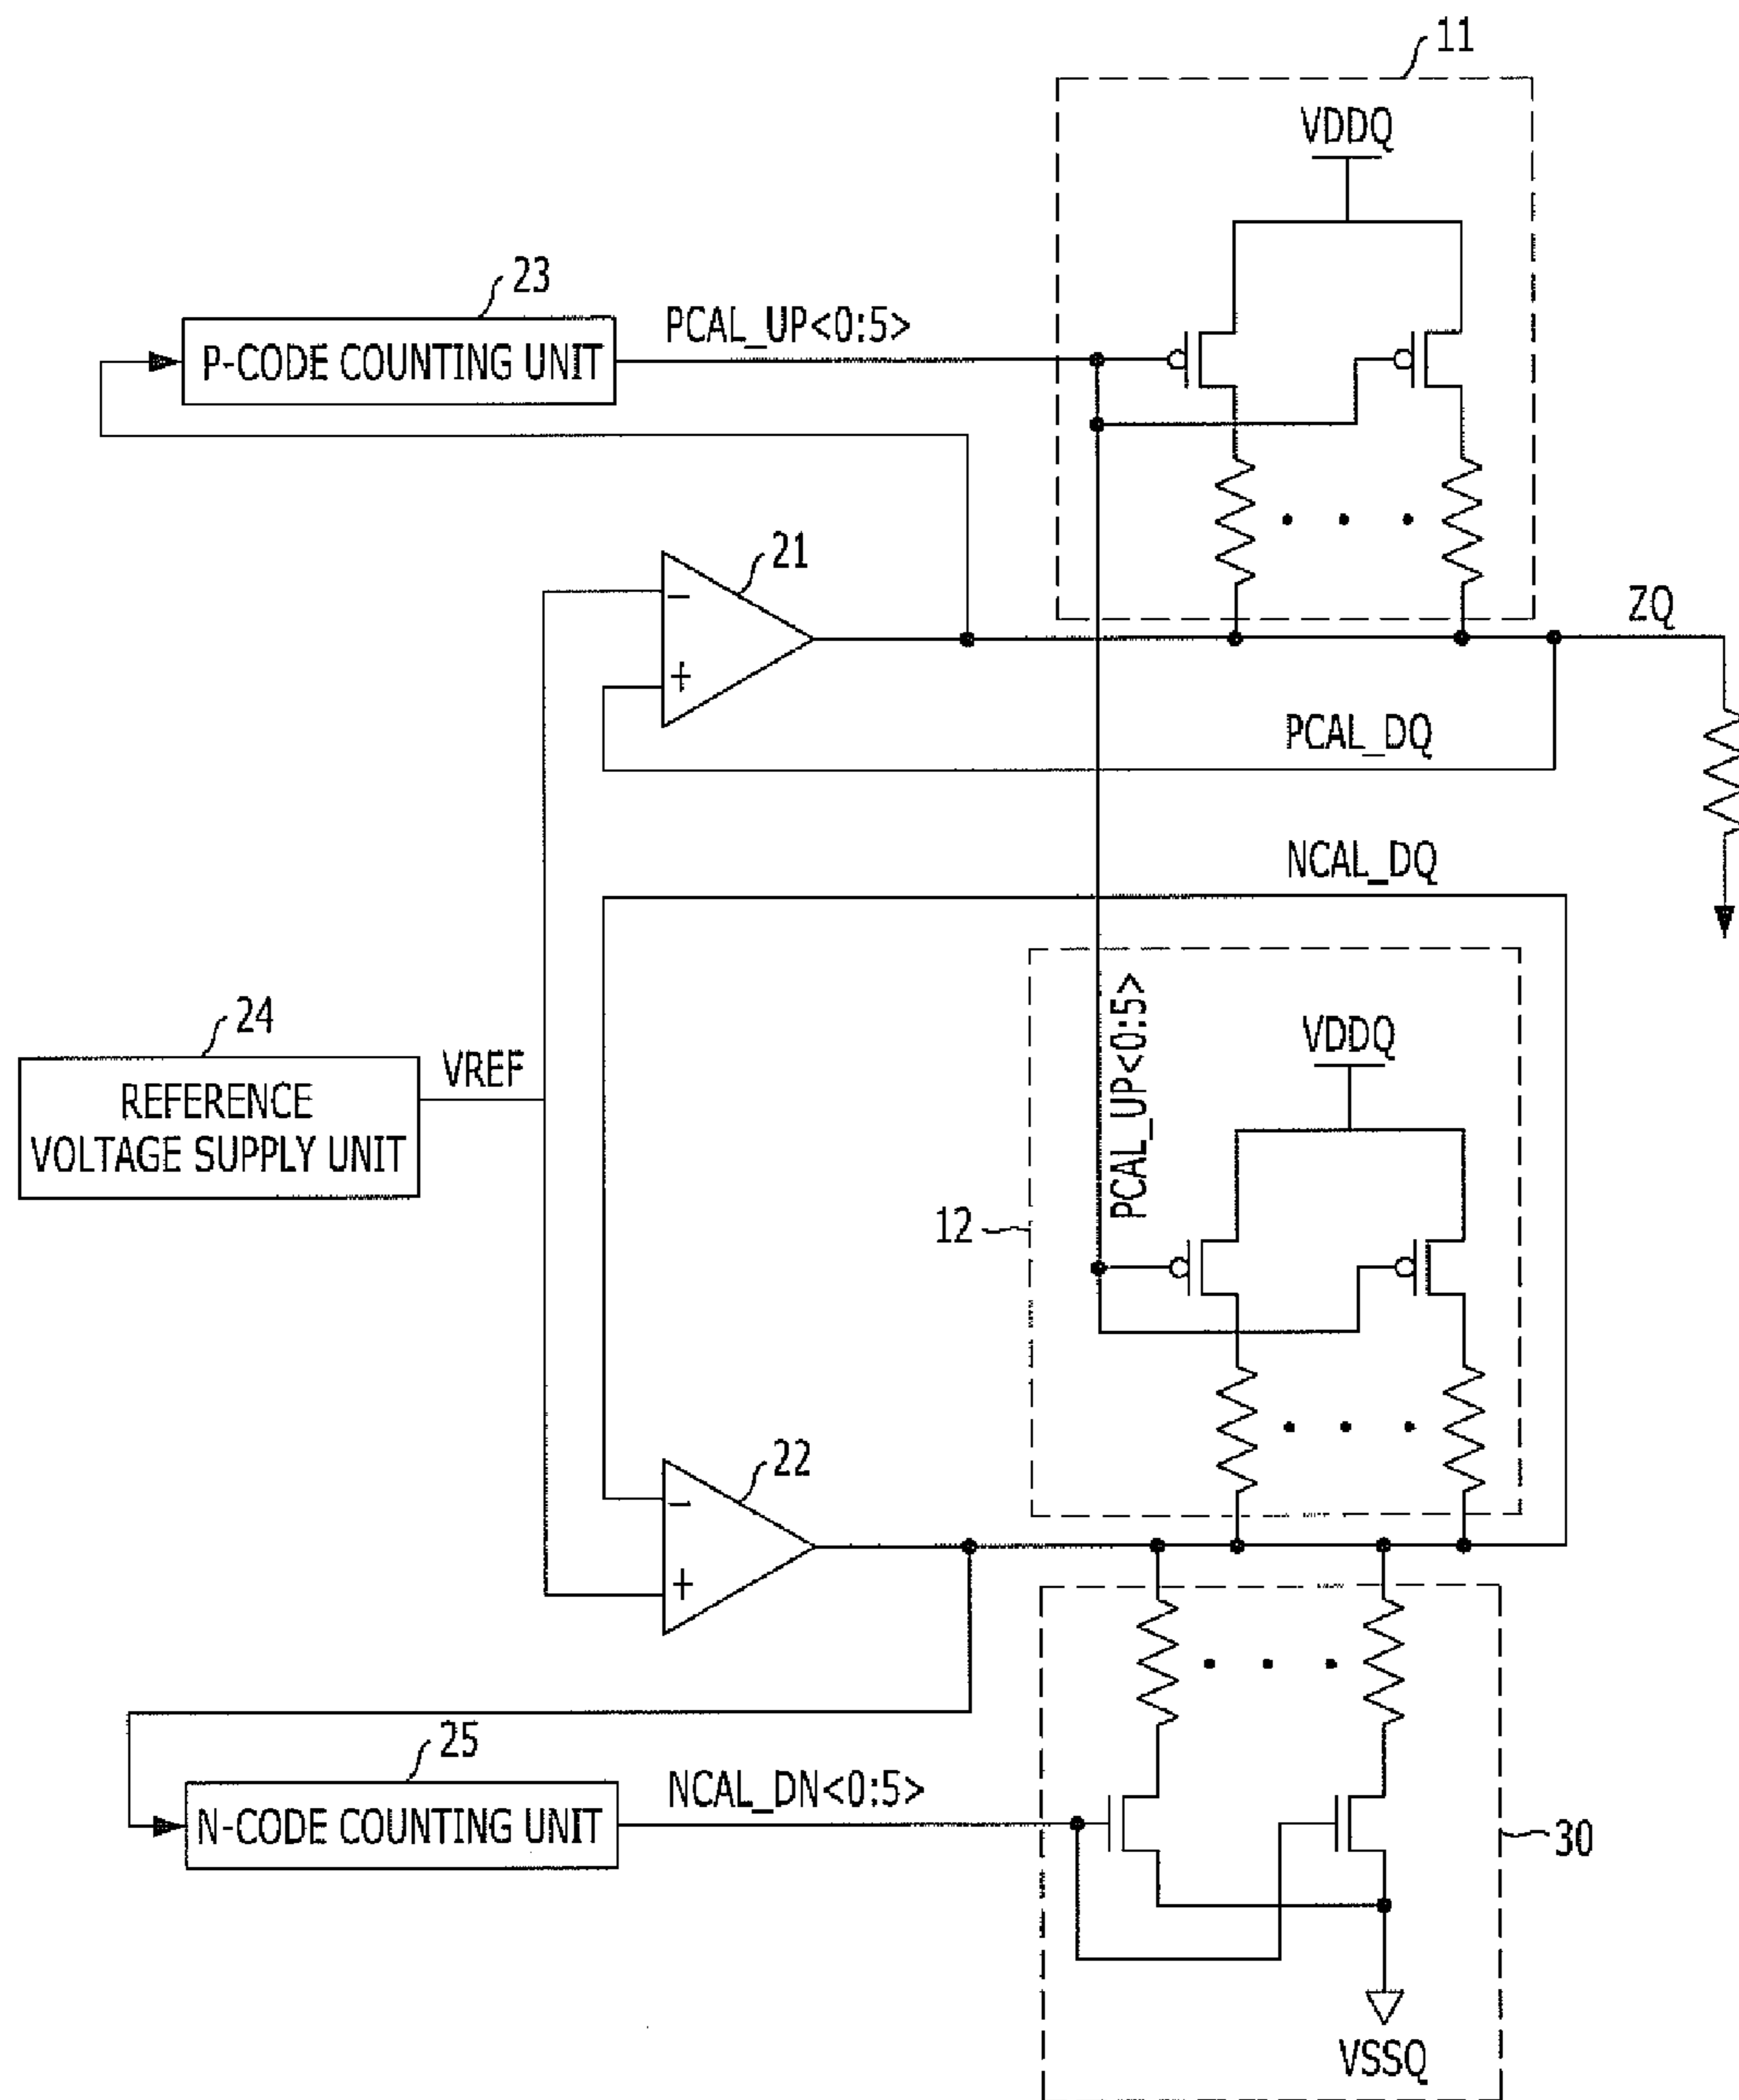 11
VDDQ
23
P-CODE COUNTING UNIT
PCAL_UP<0:5>
21
−
+
ZQ
PCAL_DQ
NCAL_DQ
24
REFERENCE
VOLTAGE SUPPLY UNIT
VREF
PCAL_UP<0:5>
VDDQ
12
22
−
+
25
N-CODE COUNTING UNIT
NCAL_DN<0:5>
30
VSSQ